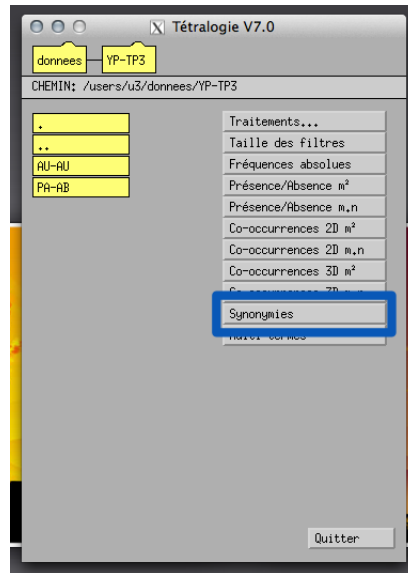 Tétralogie V7.0
donnees
YP-TP3
CHEMIN: /users/u3/donnees/YP-TP3
.
..
AU-AU
PA-AB
Traitements...
Taille des filtres
Fréquences absolues
Présence/Absence m²
Présence/Absence m.n
Co-occurrences 2D m²
Co-occurrences 2D m.n
Co-occurrences 3D m²
Synonymies
Quitter